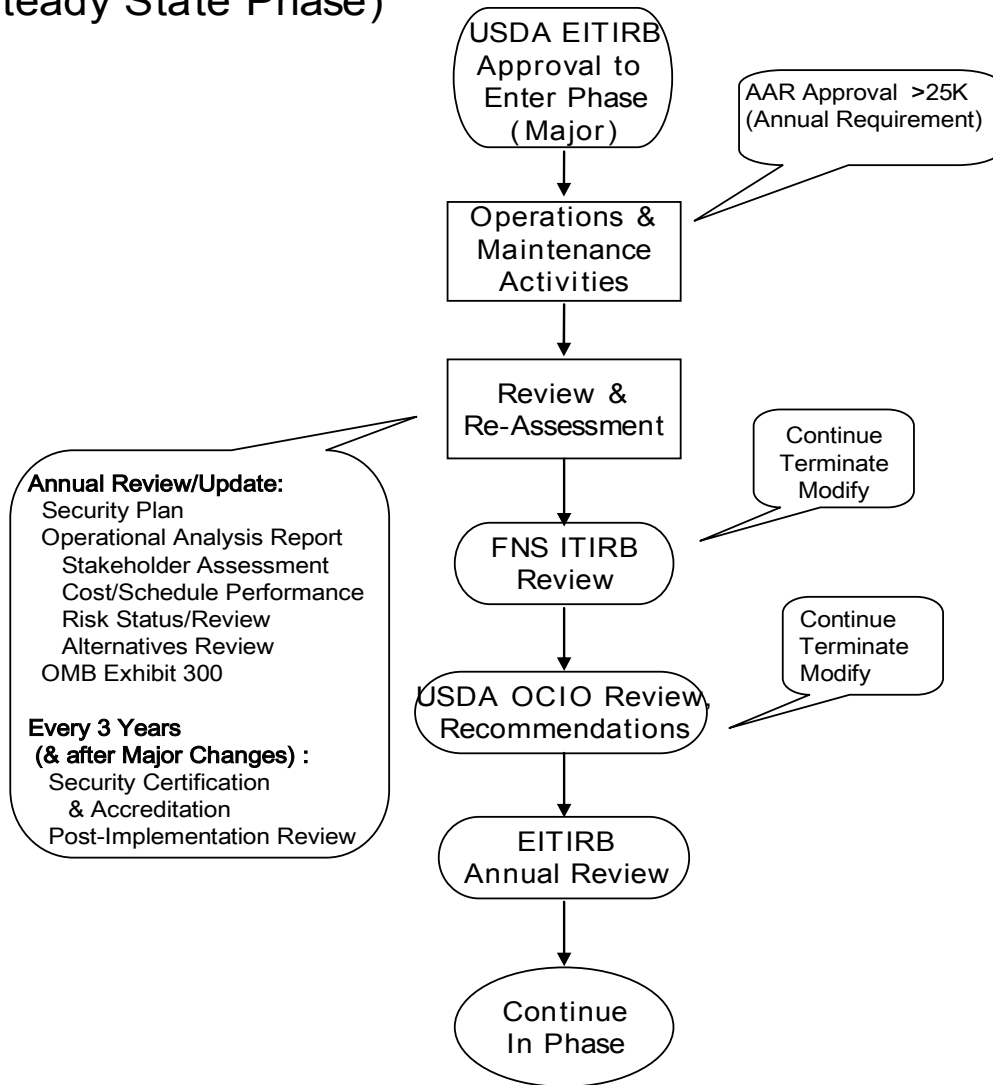 teady State Phase)
USDA EITIRB
Approval to
Enter Phase
(Major)
AAR Approval >25K
(Annual Requirement)
Operations &
Maintenance
Activities
Review &
Re-Assessment
Annual Review/Update:
Security Plan
Operational Analysis Report
Stakeholder Assessment
Cost/Schedule Performance
Risk Status/Review
Alternatives Review
OMB Exhibit 300
Every 3 Years
(& after Major Changes) :
Security Certification
& Accreditation
Post-Implementation Review
Continue
Terminate
Modify
FNS ITIRB
Review
Continue
Terminate
Modify
USDA OCIO Review,
Recommendations
EITIRB
Annual Review
Continue
In Phase